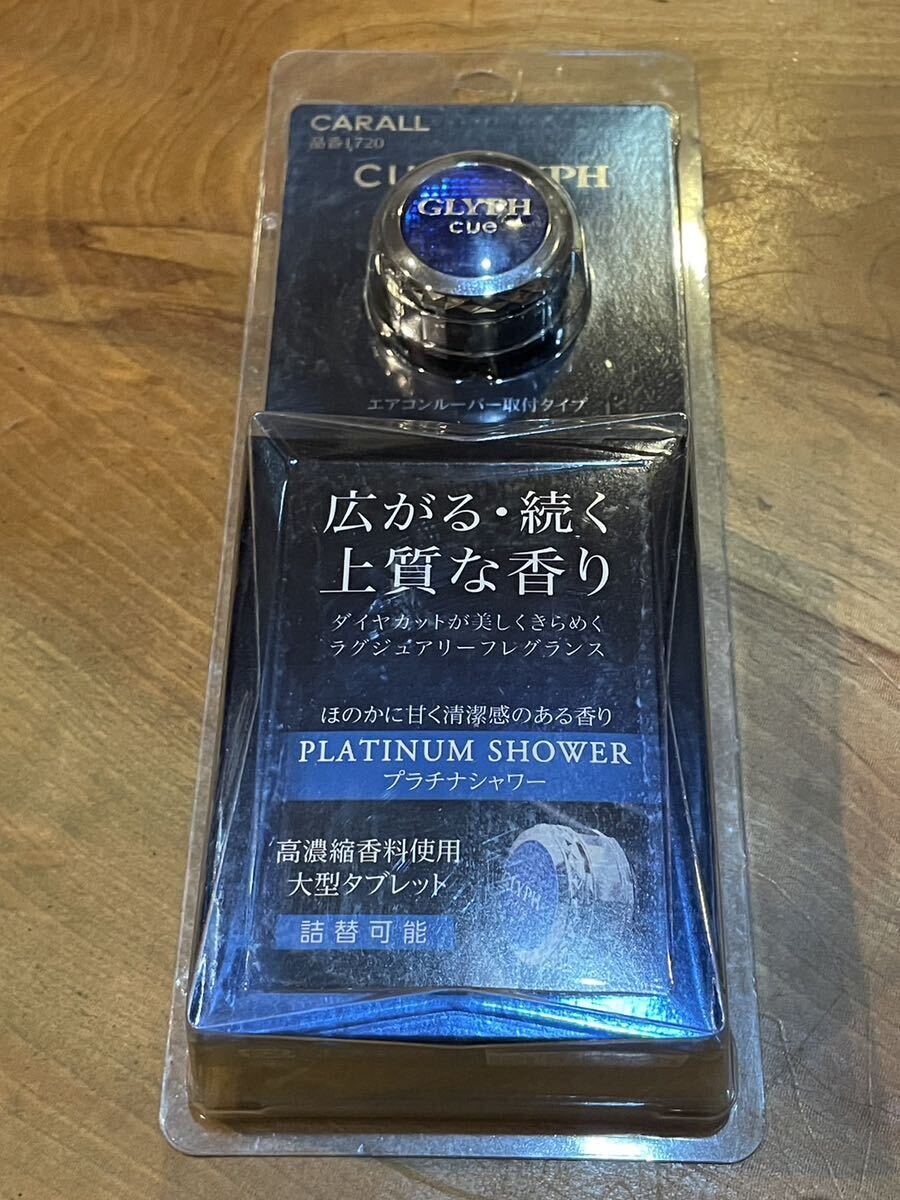 CARALL
品番1720
CU YPH
GLYPH
cue
エアコンルーバー取付タイプ
広がる・続く
上質な香り
ダイヤカットが美しくきらめく
ラグジュアリーフレグランス
ほのかに甘く清潔感のある香り
PLATINUM SHOWER
プラチナシャワー
高濃縮香料使用
大型タブレット
GLYPH
詰替可能